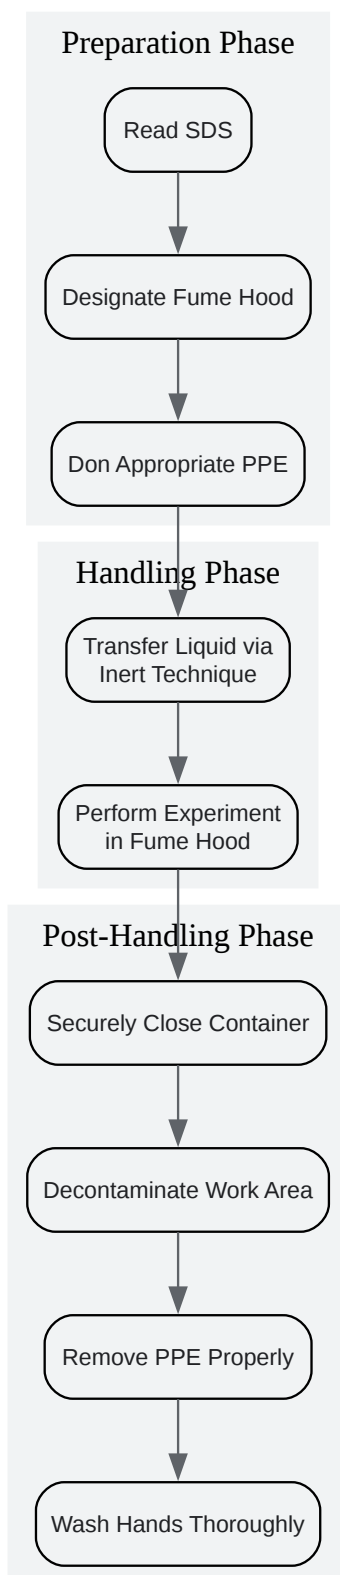 Preparation Phase
Read SDS
Designate Fume Hood
Don Appropriate PPE
Handling Phase
Transfer Liquid via
Inert Technique
Perform Experiment
in Fume Hood
Post-Handling Phase
Securely Close Container
Decontaminate Work Area
Remove PPE Properly
Wash Hands Thoroughly